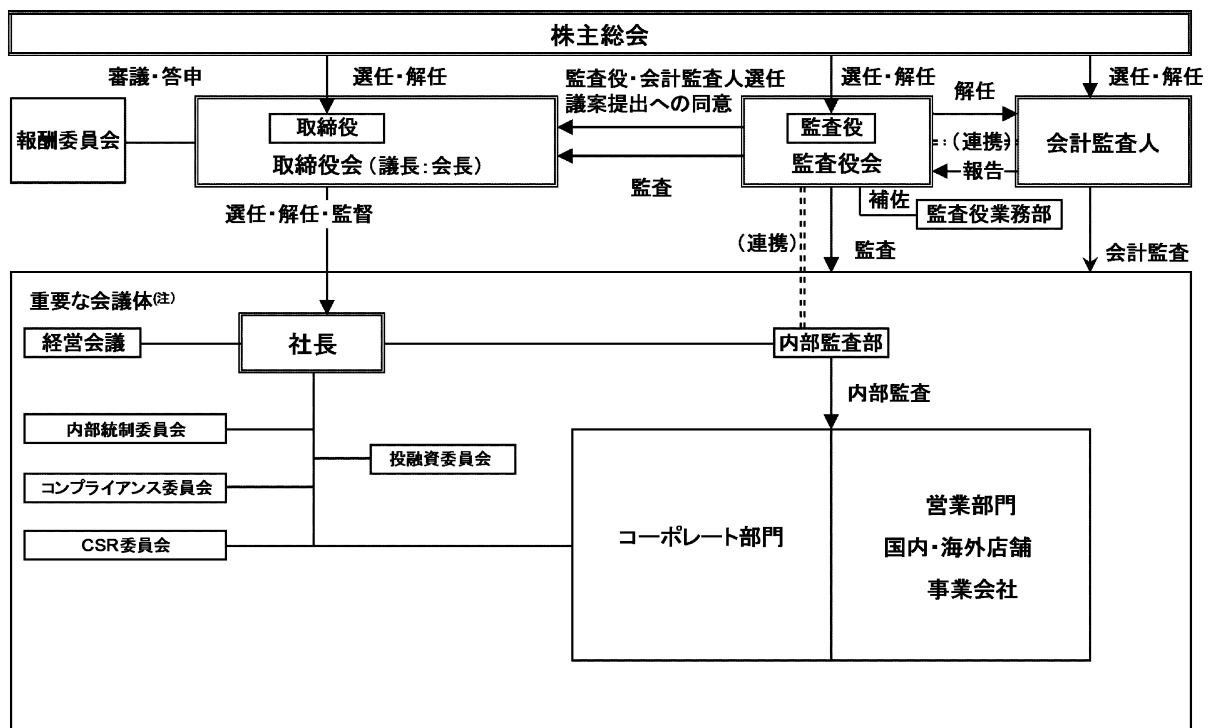 株主総会
審議・答申
選任・解任
監査役・会計監査人選任
議案提出への同意
選任・解任
解任
選任・解任
報酬委員会
取締役
取締役会(議長:会長)
監査役
監査役会
(連携)
会計監査人
監査
報告
選任・解任・監督
補佐
監査役業務部
(連携)
監査
会計監査
重要な会議体(注)
経営会議
社長
内部監査部
内部監査
内部統制委員会
投融資委員会
コンプライアンス委員会
CSR委員会
コーポレート部門
営業部門
国内・海外店舗
事業会社